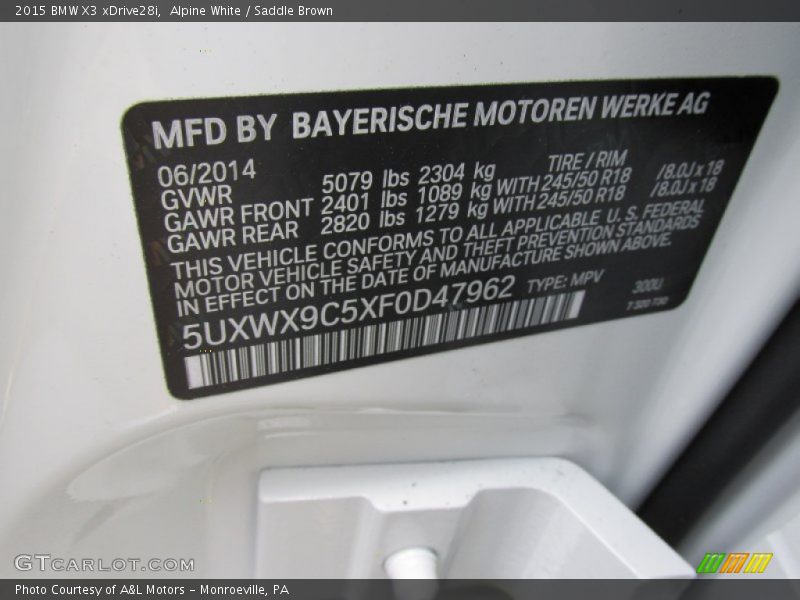 2015 BMW X3 xDrive28i, Alpine White / Saddle Brown
MFD BY BAYERISCHE MOTOREN WERKE AG
06/2014 TIRE / RIM
GVWR 5079 lbs 2304 kg
GAWR FRONT 2401 lbs 1089 kg WITH 245/50 R18 /8.0J x 18
GAWR REAR 2820 lbs 1279 kg WITH 245/50 R18 /8.0J x 18
THIS VEHICLE CONFORMS TO ALL APPLICABLE U. S. FEDERAL
MOTOR VEHICLE SAFETY AND THEFT PREVENTION STANDARDS
IN EFFECT ON THE DATE OF MANUFACTURE SHOWN ABOVE.
5UXWX9C5XF0D47962 TYPE: MPV 300U
7 320 730
GTCARLOT.COM
Photo Courtesy of A&L Motors - Monroeville, PA